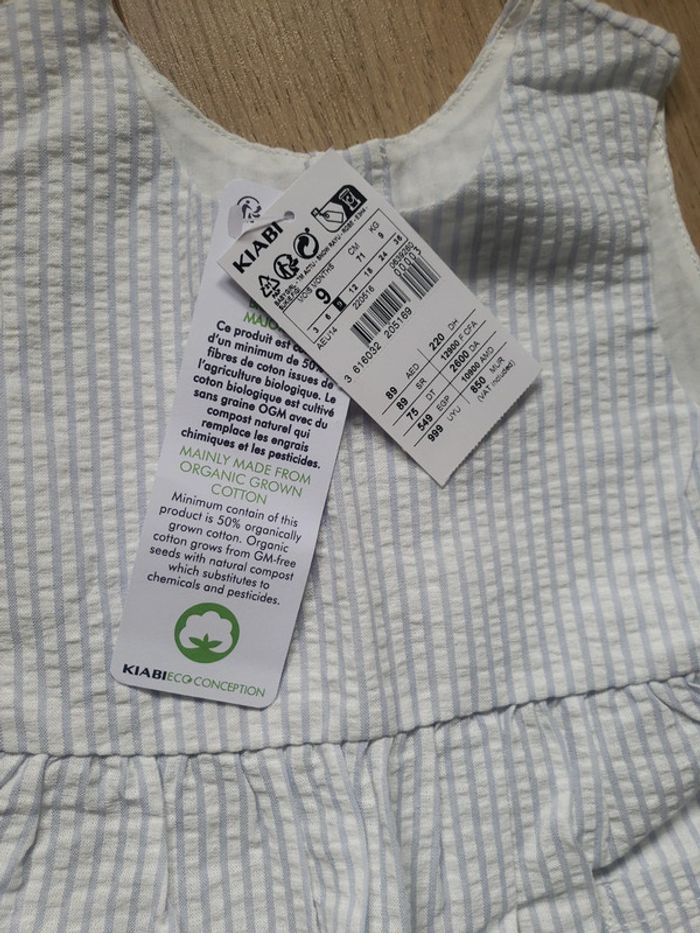 KIABI
PAP
MOIS/MONTHS CM KG
9 71 9
3 6 9 12 18 24 36
AEU14 220516
0639260
00003
3 616032 205169
89 AED 220 DH
89 SR 12900 F CFA
75 DT 2600 DA
549 EGP 10900 AMD
999 UYU 850 MUR
(VAT included)
Ce produit est
d'un minimum de 50%
fibres de coton issues de
l'agriculture biologique. Le
coton biologique est cultivé
sans graine OGM avec du
compost naturel qui
remplace les engrais
chimiques et les pesticides.
MAINLY MADE FROM
ORGANIC GROWN
COTTON
Minimum contain of this
product is 50% organically
grown cotton. Organic
cotton grows from GM-free
seeds with natural compost
which substitutes to
chemicals and pesticides.
KIABI ECO CONCEPTION